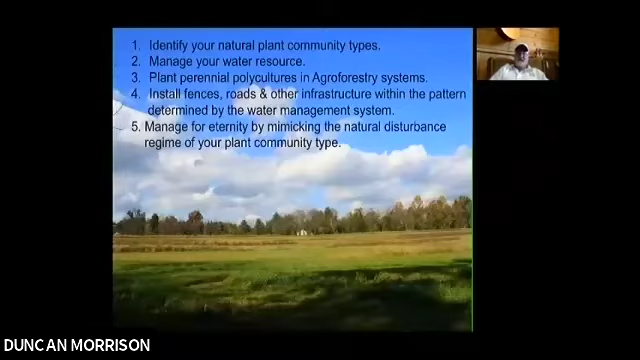 1. Identify your natural plant community types.
2. Manage your water resource.
3. Plant perennial polycultures in Agroforestry systems.
4. Install fences, roads & other infrastructure within the pattern
determined by the water management system.
5. Manage for eternity by mimicking the natural disturbance
regime of your plant community type.
DUNCAN MORRISON